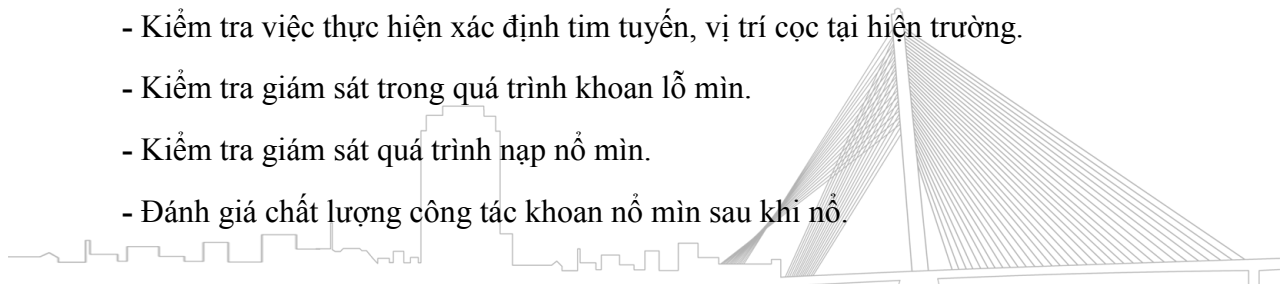 - Kiểm tra việc thực hiện xác định tim tuyến, vị trí cọc tại hiện trường.
- Kiểm tra giám sát trong quá trình khoan lỗ mìn.
- Kiểm tra giám sát quá trình nạp nổ mìn.
- Đánh giá chất lượng công tác khoan nổ mìn sau khi nổ.